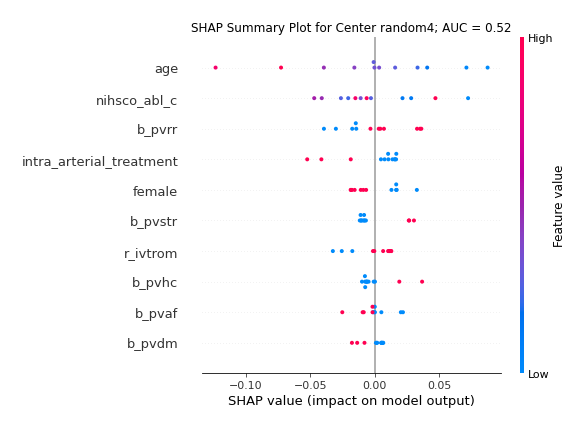 SHAP Summary Plot for Center random4; AUC = 0.52
High
age
nihsco_abl_c
b_pvrr
intra_arterial_treatment
female
b_pvstr
r_ivtrom
b_pvhc
b_pvaf
b_pvdm
Feature value
Low
−0.10 −0.05 0.00 0.05
SHAP value (impact on model output)